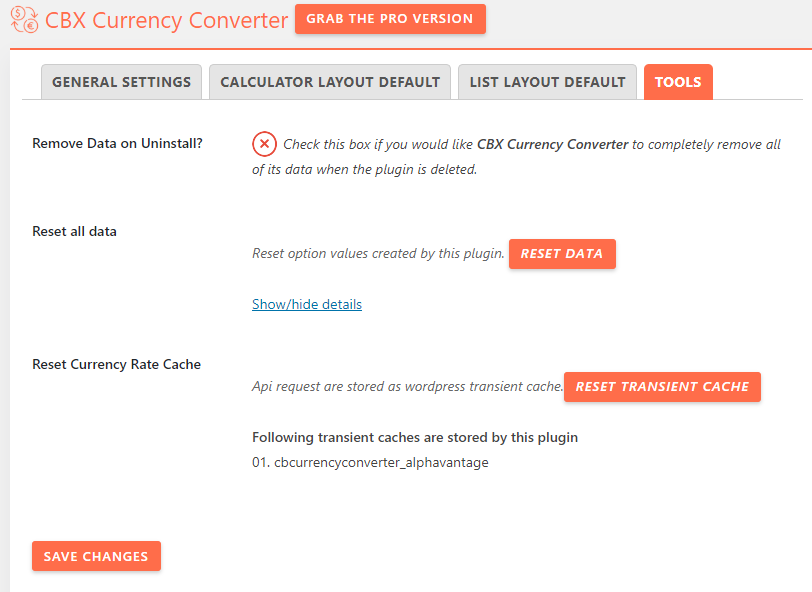 CBX Currency Converter GRAB THE PRO VERSION
GENERAL SETTINGS CALCULATOR LAYOUT DEFAULT LIST LAYOUT DEFAULT TOOLS
Remove Data on Uninstall? Check this box if you would like CBX Currency Converter to completely remove all
of its data when the plugin is deleted.
Reset all data
Reset option values created by this plugin. RESET DATA
Show/hide details
Reset Currency Rate Cache
Api request are stored as wordpress transient cache. RESET TRANSIENT CACHE
Following transient caches are stored by this plugin
01. cbcurrencyconverter_alphavantage
SAVE CHANGES